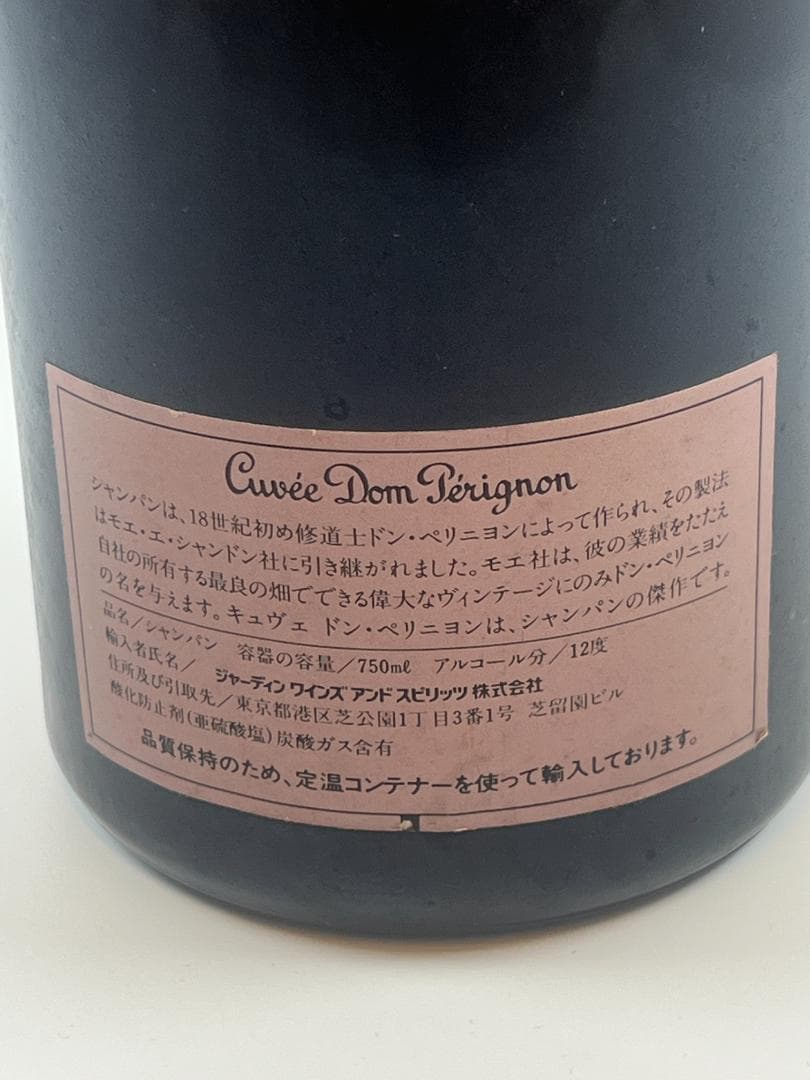 Cuvée Dom Pérignon
シャンパンは、18世紀初め修道士ドン・ペリニヨンによって作られ、その製法
はモエ・エ・シャンドン社に引き継がれました。モエ社は、彼の業績をたたえ
自社の所有する最良の畑でできる偉大なヴィンテージにのみドン・ペリニヨン
の名を与えます。キュヴェ ドン・ペリニヨンは、シャンパンの傑作です。
品名／シャンパン 容器の容量／750mℓ アルコール分／12度
輸入者氏名／ ジャーディン ワインズ アンド スピリッツ 株式会社
住所及び引取先／東京都港区芝公園1丁目3番1号 芝留園ビル
酸化防止剤(亜硫酸塩)炭酸ガス含有
品質保持のため、定温コンテナーを使って輸入しております。